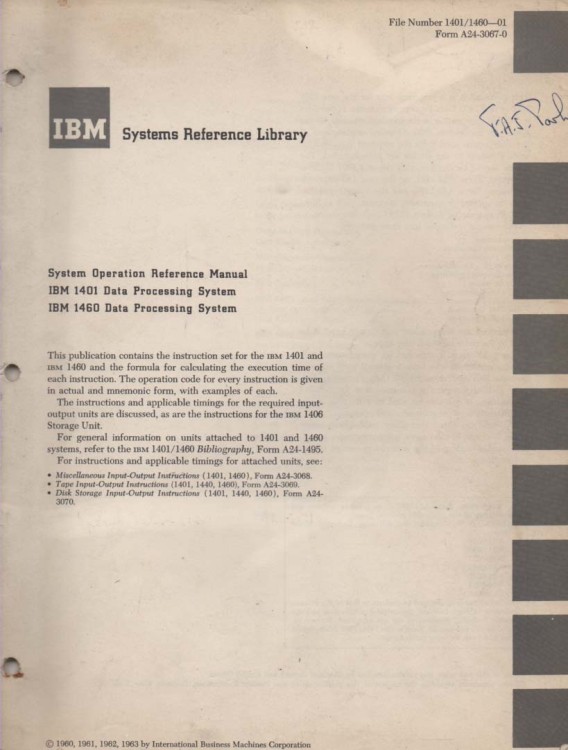 File Number 1401/1460—01
Form A24-3067-0
IBM Systems Reference Library
System Operation Reference Manual
IBM 1401 Data Processing System
IBM 1460 Data Processing System
This publication contains the instruction set for the IBM 1401 and
IBM 1460 and the formula for calculating the execution time of
each instruction. The operation code for every instruction is given
in actual and mnemonic form, with examples of each.
The instructions and applicable timings for the required input-
output units are discussed, as are the instructions for the IBM 1406
Storage Unit.
For general information on units attached to 1401 and 1460
systems, refer to the IBM 1401/1460 Bibliography, Form A24-1495.
For instructions and applicable timings for attached units, see:
• Miscellaneous Input-Output Instructions (1401, 1460), Form A24-3068.
• Tape Input-Output Instructions (1401, 1440, 1460), Form A24-3069.
• Disk Storage Input-Output Instructions (1401, 1440, 1460), Form A24-
3070.
© 1960, 1961, 1962, 1963 by International Business Machines Corporation